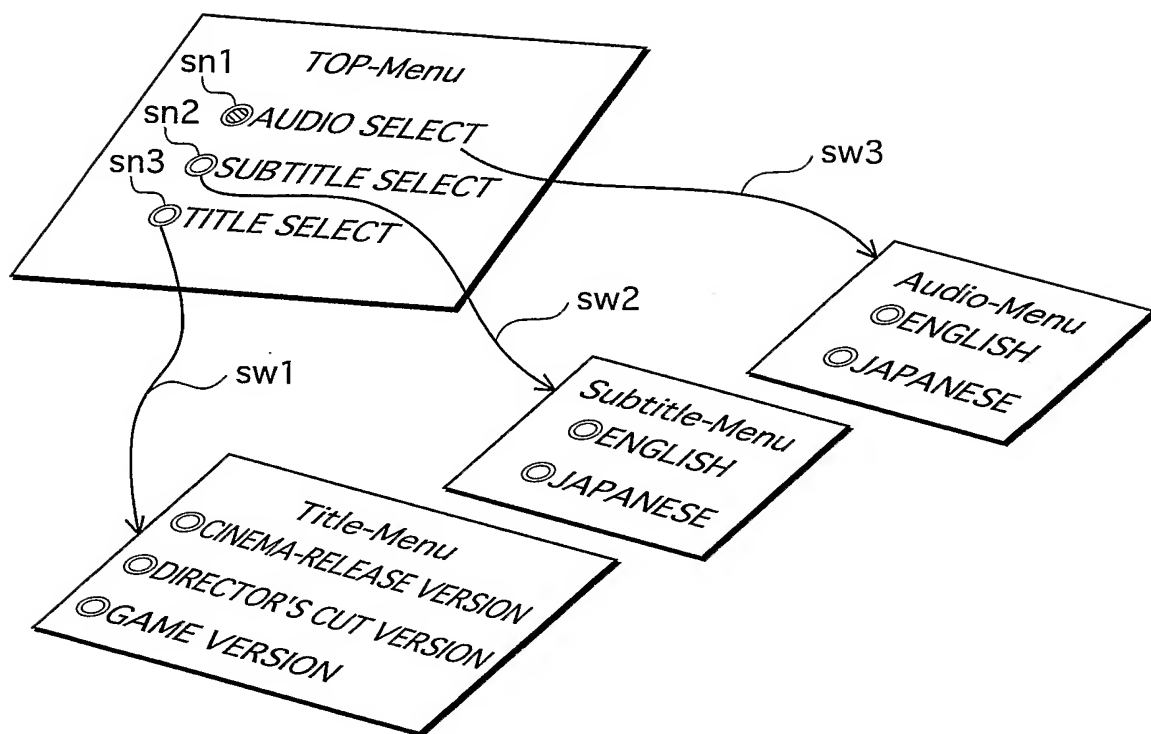 TOP-Menu
sn1
AUDIO SELECT
sn2
SUBTITLE SELECT
sn3
TITLE SELECT
sw3
sw2
sw1
Audio-Menu
ENGLISH
JAPANESE
Subtitle-Menu
ENGLISH
JAPANESE
Title-Menu
CINEMA-RELEASE VERSION
DIRECTOR'S CUT VERSION
GAME VERSION